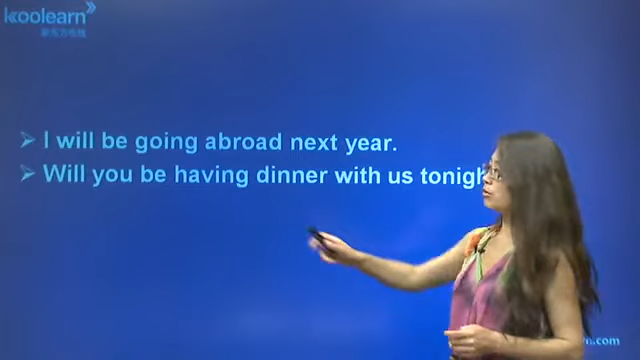 koolearn
新东方在线
I will be going abroad next year.
Will you be having dinner with us
.com